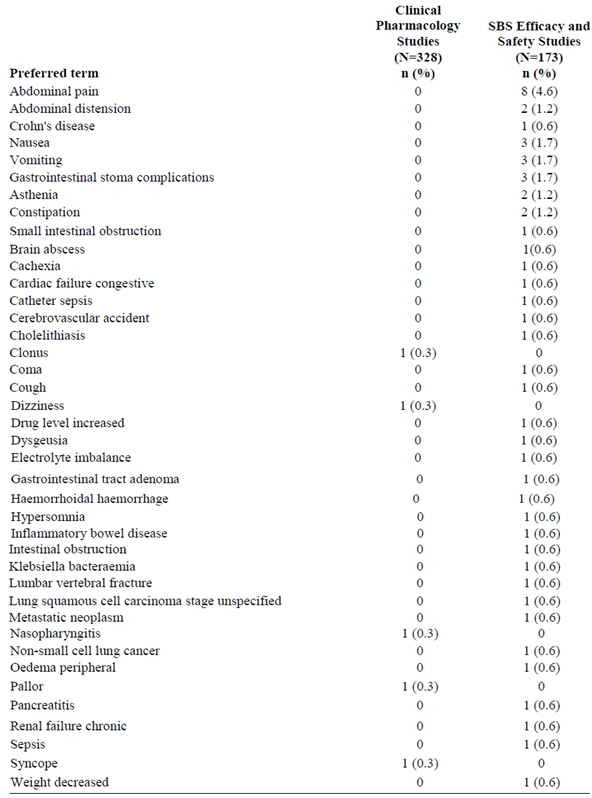 Clinical
Pharmacology SBS Efficacy and
Studies Safety Studies
(N=328) (N=173)
Preferred term n (%) n (%)
Abdominal pain 0 8 (4.6)
Abdominal distension 0 2 (1.2)
Crohn's disease 0 1 (0.6)
Nausea 0 3 (1.7)
Vomiting 0 3 (1.7)
Gastrointestinal stoma complications 0 3 (1.7)
Asthenia 0 2 (1.2)
Constipation 0 2 (1.2)
Small intestinal obstruction 0 1 (0.6)
Brain abscess 0 1(0.6)
Cachexia 0 1 (0.6)
Cardiac failure congestive 0 1 (0.6)
Catheter sepsis 0 1 (0.6)
Cerebrovascular accident 0 1 (0.6)
Cholelithiasis 0 1 (0.6)
Clonus 1 (0.3) 0
Coma 0 1 (0.6)
Cough 0 1 (0.6)
Dizziness 1 (0.3) 0
Drug level increased 0 1 (0.6)
Dysgeusia 0 1 (0.6)
Electrolyte imbalance 0 1 (0.6)
Gastrointestinal tract adenoma 0 1 (0.6)
Haemorrhoidal haemorrhage 0 1 (0.6)
Hypersomnia 0 1 (0.6)
Inflammatory bowel disease 0 1 (0.6)
Intestinal obstruction 0 1 (0.6)
Klebsiella bacteraemia 0 1 (0.6)
Lumbar vertebral fracture 0 1 (0.6)
Lung squamous cell carcinoma stage unspecified 0 1 (0.6)
Metastatic neoplasm 0 1 (0.6)
Nasopharyngitis 1 (0.3) 0
Non-small cell lung cancer 0 1 (0.6)
Oedema peripheral 0 1 (0.6)
Pallor 1 (0.3) 0
Pancreatitis 0 1 (0.6)
Renal failure chronic 0 1 (0.6)
Sepsis 0 1 (0.6)
Syncope 1 (0.3) 0
Weight decreased 0 1 (0.6)